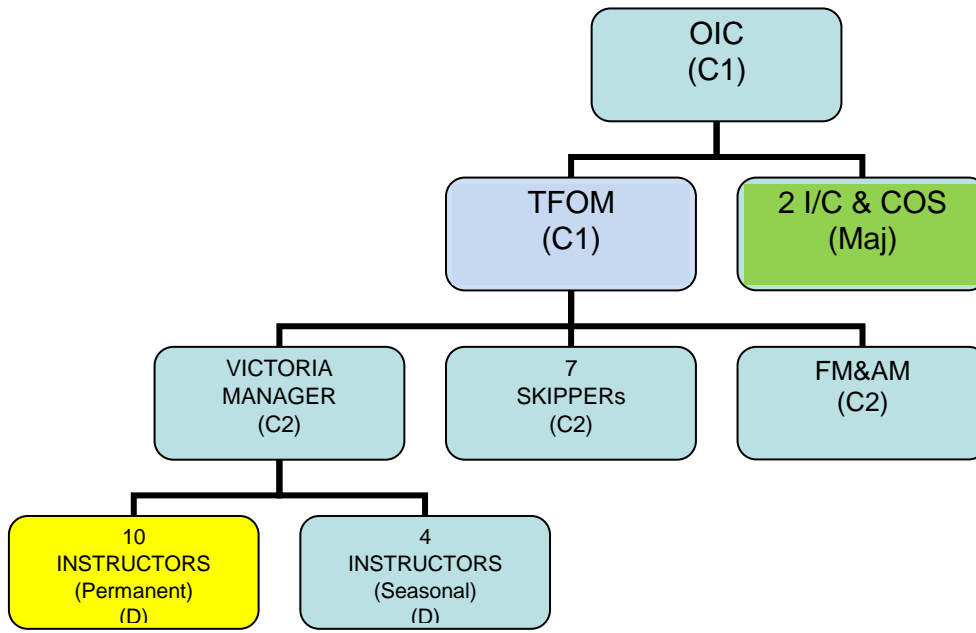 OIC
(C1)
TFOM
(C1)
2 I/C & COS
(Maj)
VICTORIA
MANAGER
(C2)
7
SKIPPERs
(C2)
FM&AM
(C2)
10
INSTRUCTORS
(Permanent)
(D)
4
INSTRUCTORS
(Seasonal)
(D)